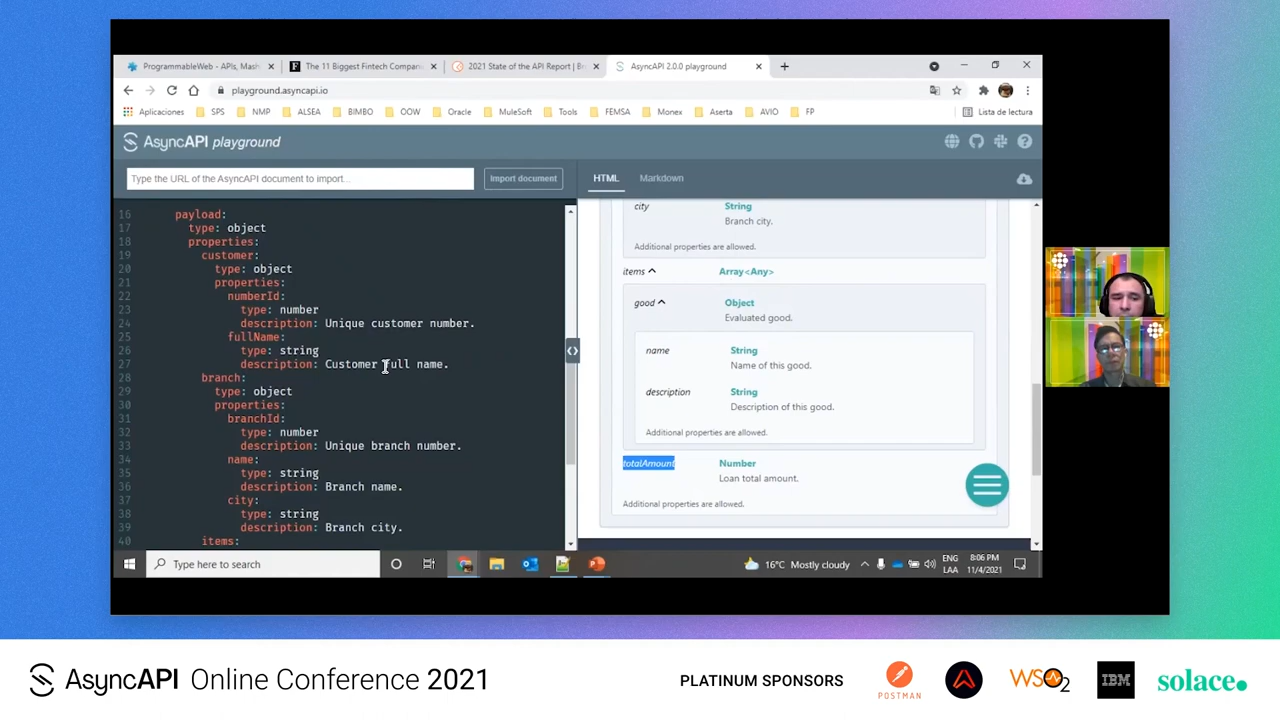 ProgrammableWeb - APIs, Mash
The 11 Biggest Fintech Compan
2021 State of the API Report | B
AsyncAPI 2.0.0 playground
playground.asyncapi.io
Aplicaciones SPS NMP ALSEA BIMBO OOW Oracle MuleSoft Tools FEMSA Monex Aserta AVIO FP Lista de lectura
AsyncAPI playground
Type the URL of the AsyncAPI document to import...
Import document
HTML Markdown
16 payload:
17 type: object
18 properties:
19 customer:
20 type: object
21 properties:
22 numberId:
23 type: number
24 description: Unique customer number.
25 fullName:
26 type: string
27 description: Customer full name.
28 branch:
29 type: object
30 properties:
31 branchId:
32 type: number
33 description: Unique branch number.
34 name:
35 type: string
36 description: Branch name.
37 city:
38 type: string
39 description: Branch city.
40 items:
city String
Branch city.
Additional properties are allowed.
items Array<Any>
good Object
Evaluated good.
name String
Name of this good.
description String
Description of this good.
Additional properties are allowed.
totalAmount Number
Loan total amount.
Additional properties are allowed.
Type here to search
16°C Mostly cloudy
ENG
LAA
8:06 PM
11/4/2021
AsyncAPI Online Conference 2021
PLATINUM SPONSORS
POSTMAN
WSO2
IBM
solace.